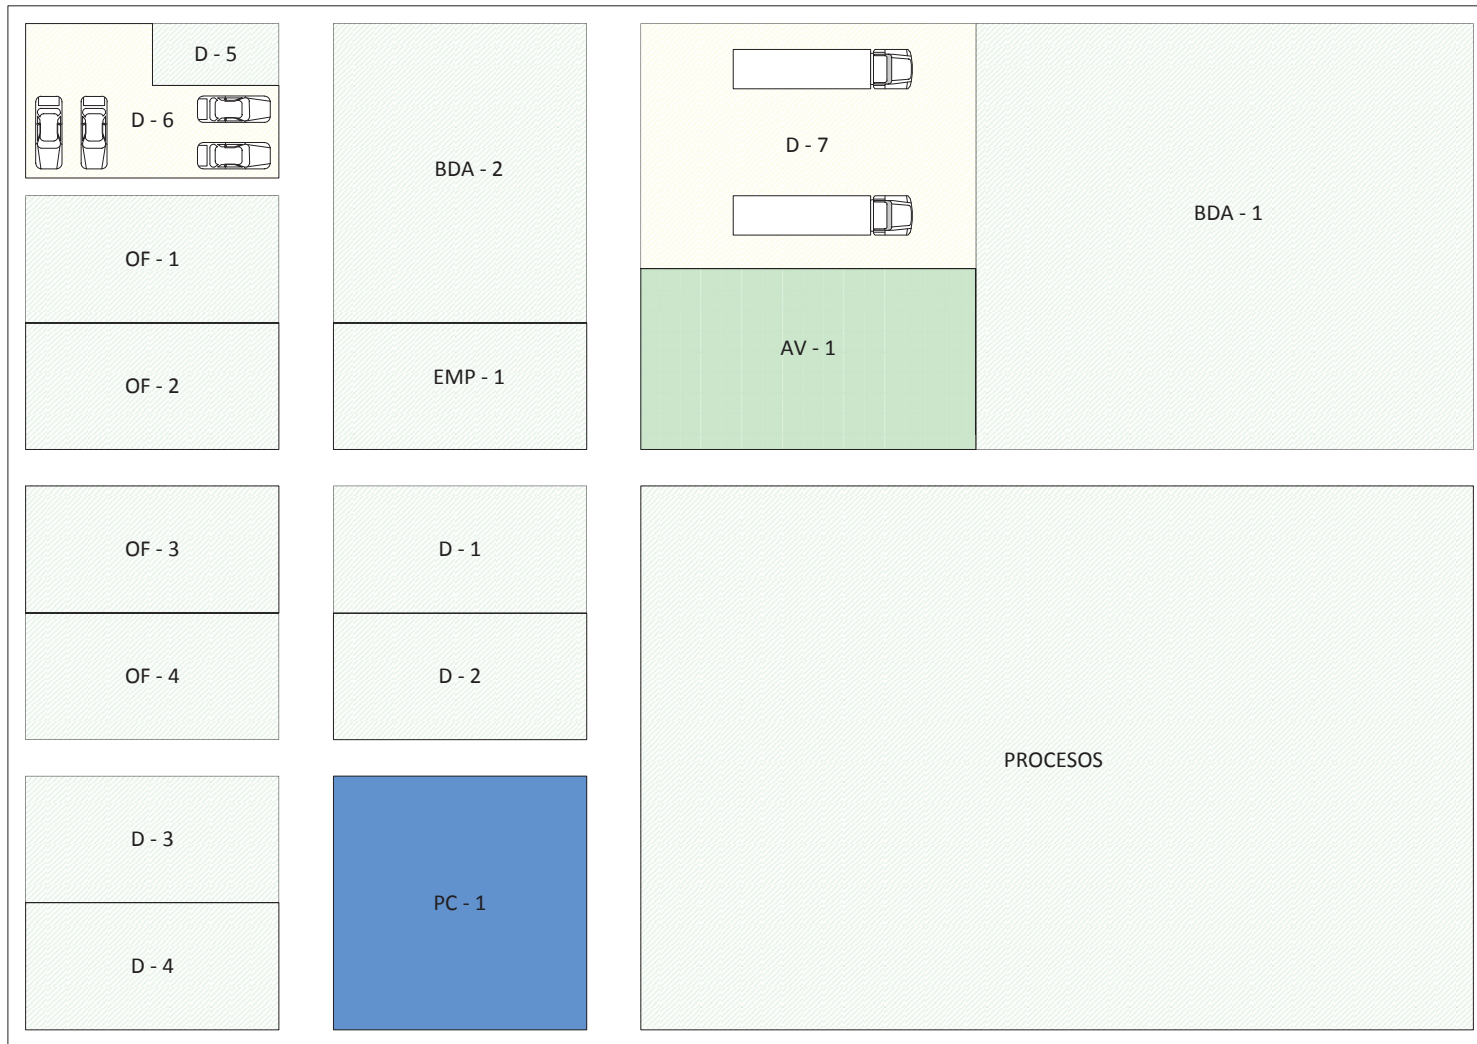 D - 5
D - 6
OF - 1
OF - 2
OF - 3
OF - 4
D - 3
D - 4
BDA - 2
EMP - 1
D - 1
D - 2
PC - 1
D - 7
AV - 1
BDA - 1
PROCESOS